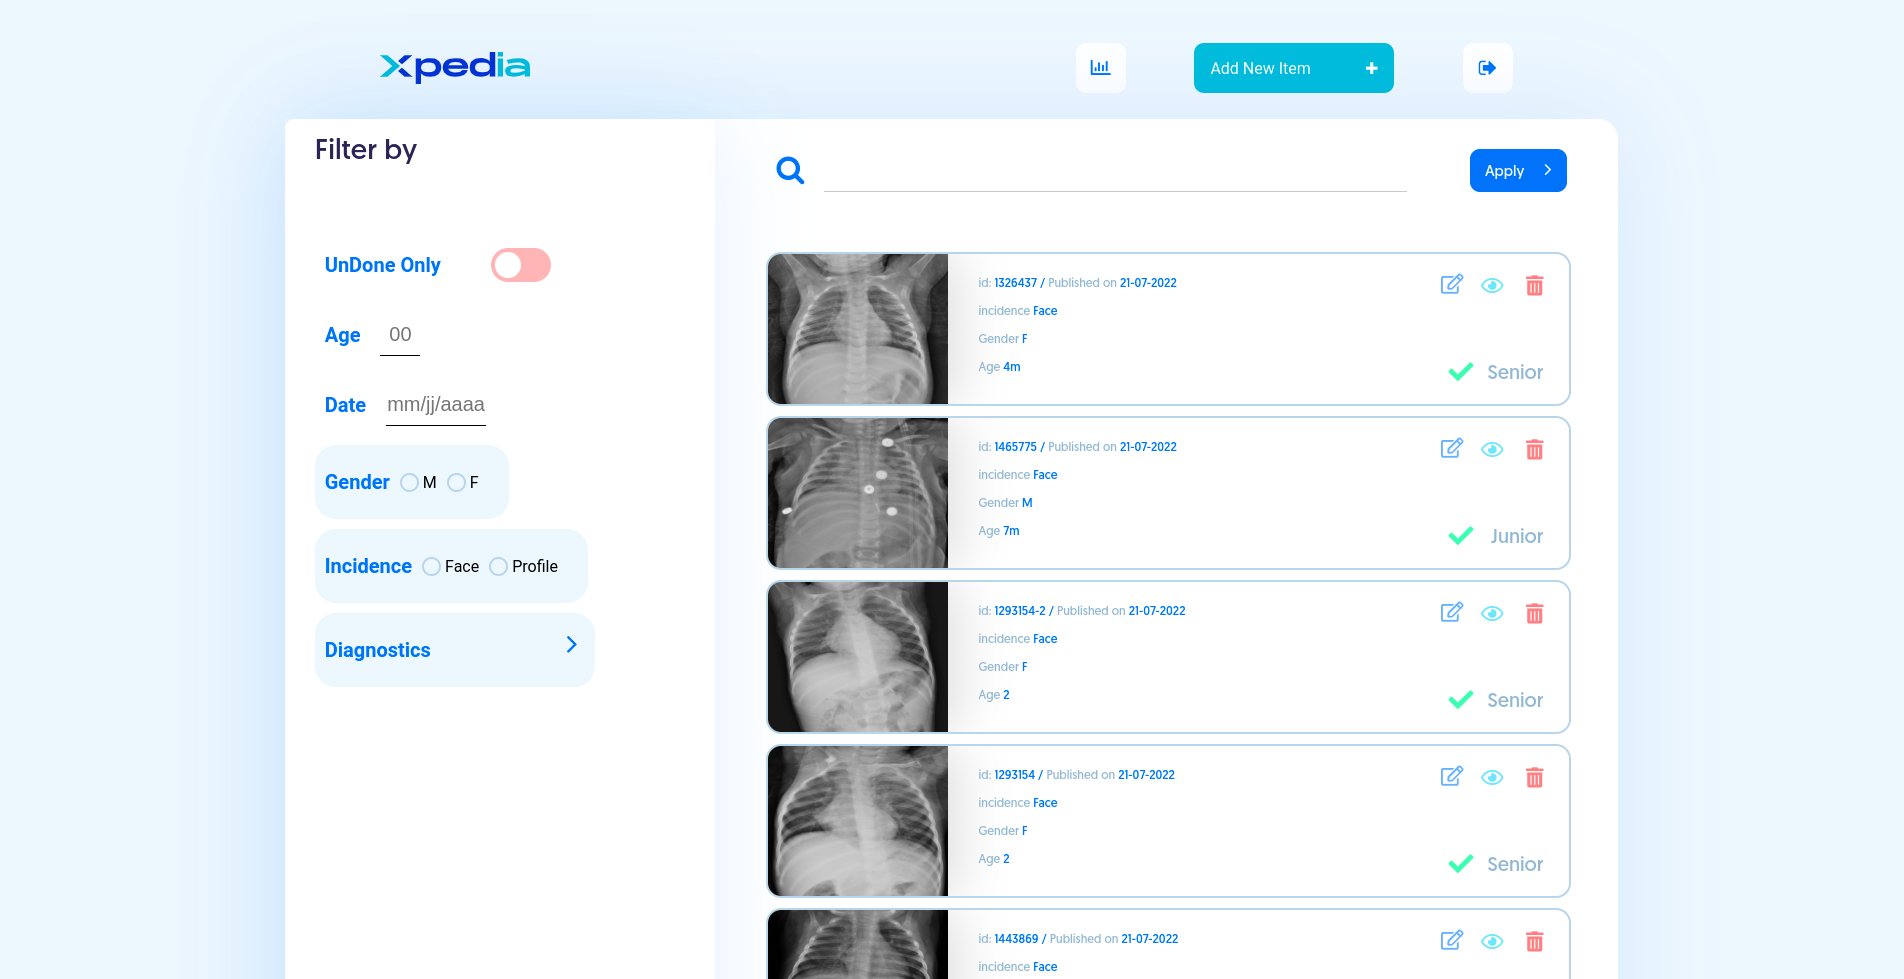 xpedia
Add New Item
Filter by
Apply
UnDone Only
Age 00
Date mm/jj/aaaa
Gender M F
Incidence Face Profile
Diagnostics
id: 1326437 / Published on 21-07-2022
incidence Face
Gender F
Age 4m
Senior
id: 1465775 / Published on 21-07-2022
incidence Face
Gender M
Age 7m
Junior
id: 1293154-2 / Published on 21-07-2022
incidence Face
Gender F
Age 2
Senior
id: 1293154 / Published on 21-07-2022
incidence Face
Gender F
Age 2
Senior
id: 1443869 / Published on 21-07-2022
incidence Face